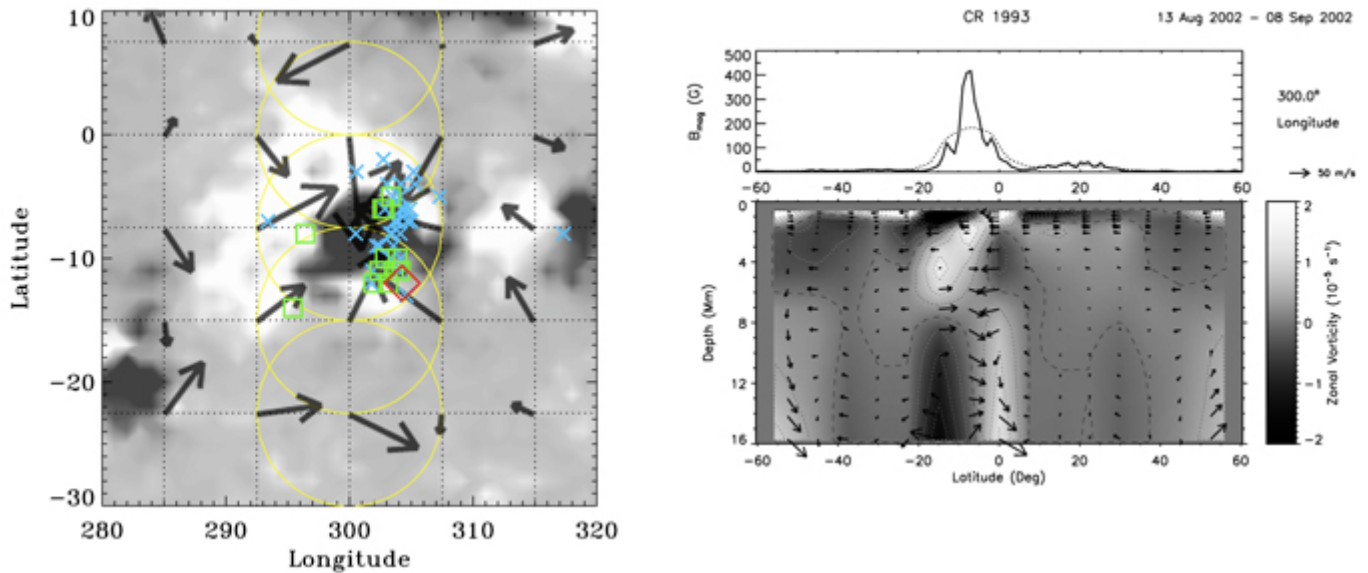 10
0
−10
−20
−30
Latitude
280 290 300 310 320
Longitude
CR 1993 13 Aug 2002 − 08 Sep 2002
500
400
300
200
100
0
B_mag (G)
−60 −40 −20 0 20 40 60
300.0°
Longitude
50 m/s
0
4
8
12
16
Depth (Mm)
−60 −40 −20 0 20 40 60
Latitude (Deg)
2
1
0
−1
−2
Zonal Vorticity (10⁻⁵ s⁻¹)